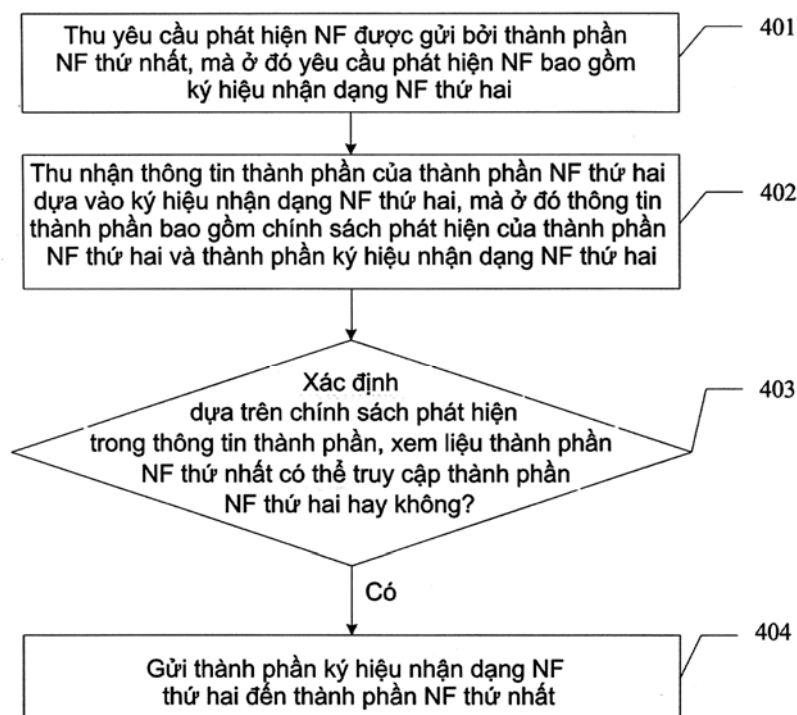 Thu yêu cầu phát hiện NF được gửi bởi thành phần
NF thứ nhất, mà ở đó yêu cầu phát hiện NF bao gồm
ký hiệu nhận dạng NF thứ hai
401
Thu nhận thông tin thành phần của thành phần NF thứ hai
dựa vào ký hiệu nhận dạng NF thứ hai, mà ở đó thông tin
thành phần bao gồm chính sách phát hiện của thành phần
NF thứ hai và thành phần ký hiệu nhận dạng NF thứ hai
402
Xác định
dựa trên chính sách phát hiện
trong thông tin thành phần, xem liệu thành phần
NF thứ nhất có thể truy cập thành phần
NF thứ hai hay không?
403
Có
Gửi thành phần ký hiệu nhận dạng NF
thứ hai đến thành phần NF thứ nhất
404